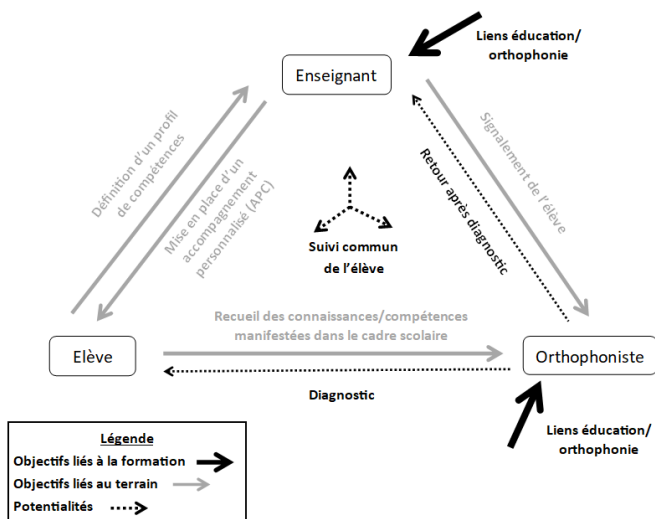 Liens éducation/
orthophonie
Enseignant
Définition d'un profil
de compétences
Mise en place d'un
accompagnement
personnalisé (APC)
Signalement de l'élève
Retour après diagnostic
Suivi commun
de l'élève
Recueil des connaissances/compétences
manifestées dans le cadre scolaire
Elève
Orthophoniste
Diagnostic
Liens éducation/
orthophonie
Légende
Objectifs liés à la formation
Objectifs liés au terrain
Potentialités